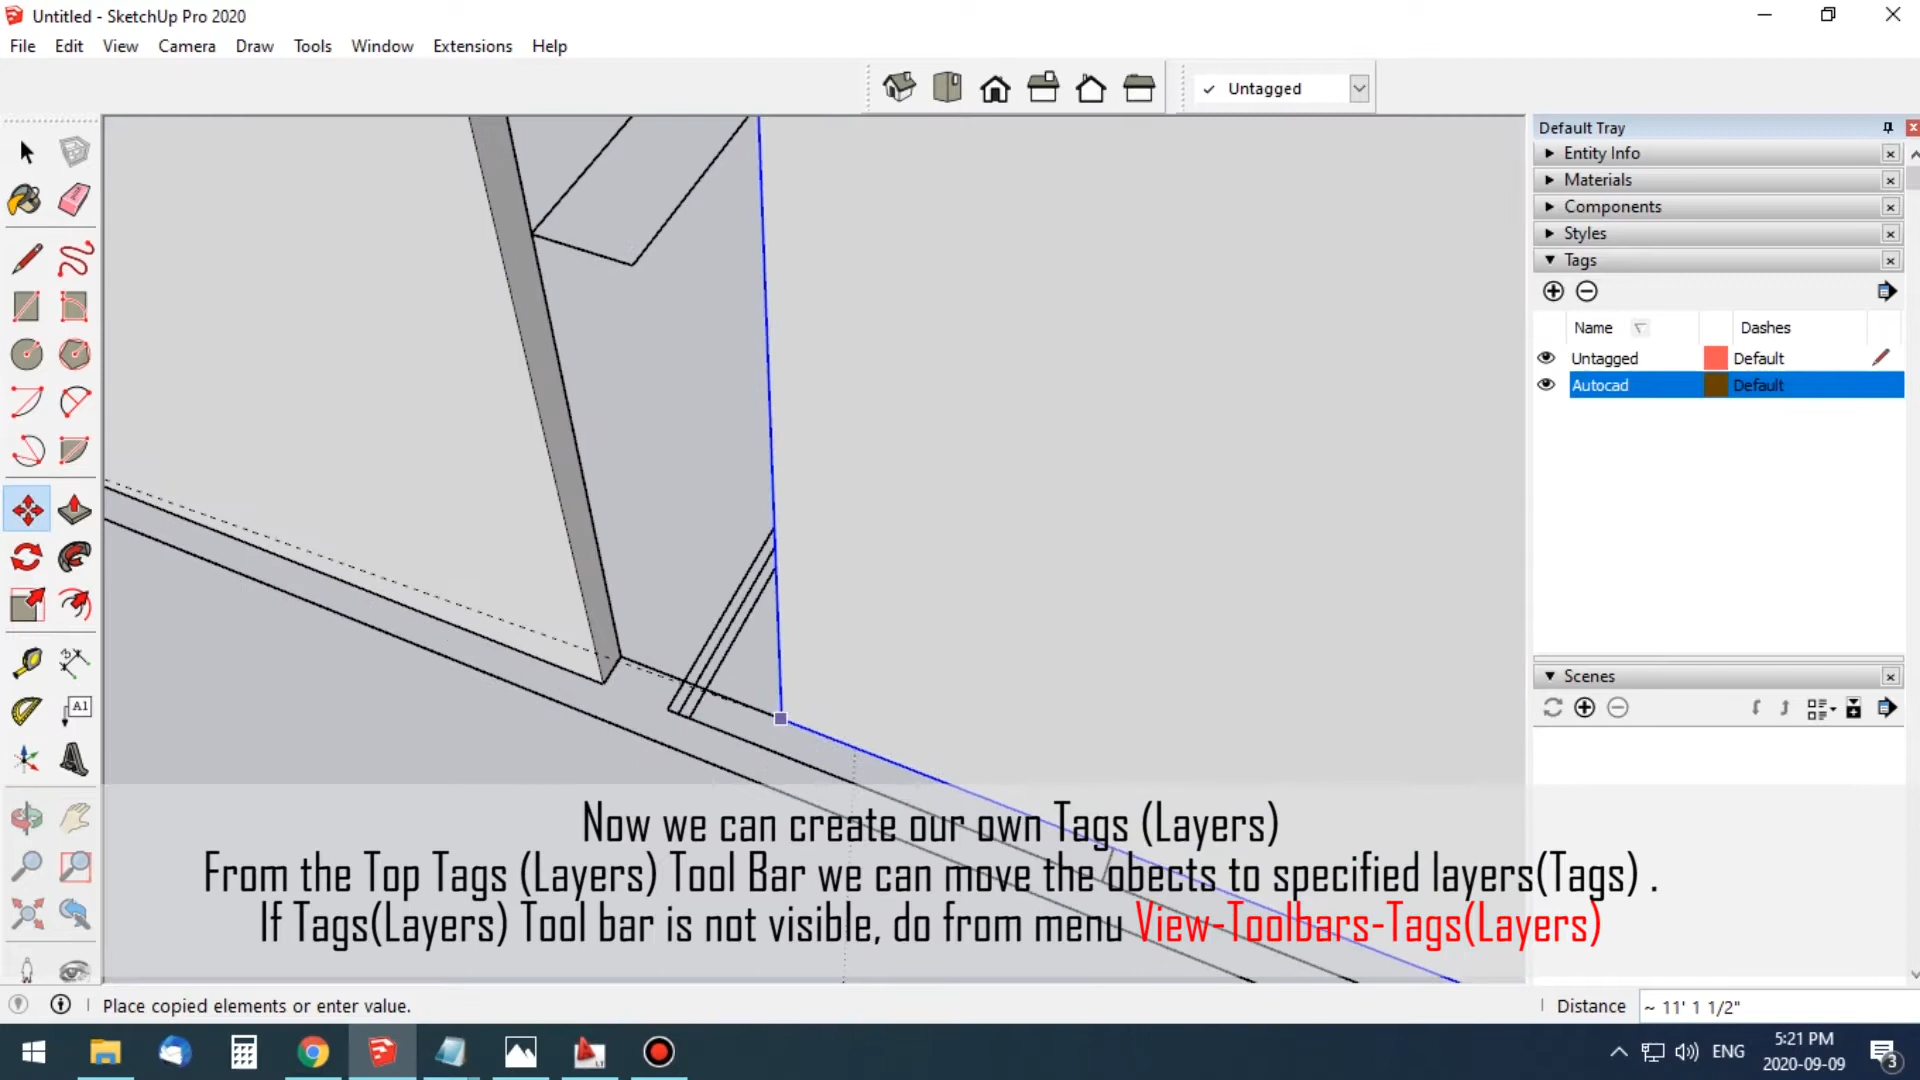 Untitled - SketchUp Pro 2020
File Edit View Camera Draw Tools Window Extensions Help
Untagged
Default Tray
Entity Info
Materials
Components
Styles
Tags
Name Dashes
Untagged Default
Autocad Default
Scenes
A1
Now we can create our own Tags (Layers)
From the Top Tags (Layers) Tool Bar we can move the obects to specified layers(Tags) .
If Tags(Layers) Tool bar is not visible, do from menu View-Toolbars-Tags(Layers)
Place copied elements or enter value.
Distance ~ 11' 1 1/2"
LT
ENG
5:21 PM
2020-09-09
3